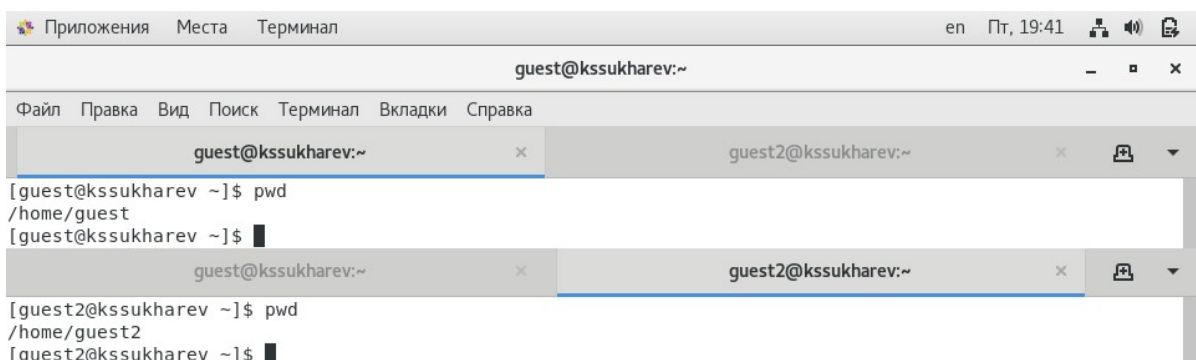 Приложения Места Терминал en Пт, 19:41
guest@kssukharev:~
Файл Правка Вид Поиск Терминал Вкладки Справка
guest@kssukharev:~ guest2@kssukharev:~
[guest@kssukharev ~]$ pwd
/home/guest
[guest@kssukharev ~]$
guest@kssukharev:~ guest2@kssukharev:~
[guest2@kssukharev ~]$ pwd
/home/guest2
[guest2@kssukharev ~]$